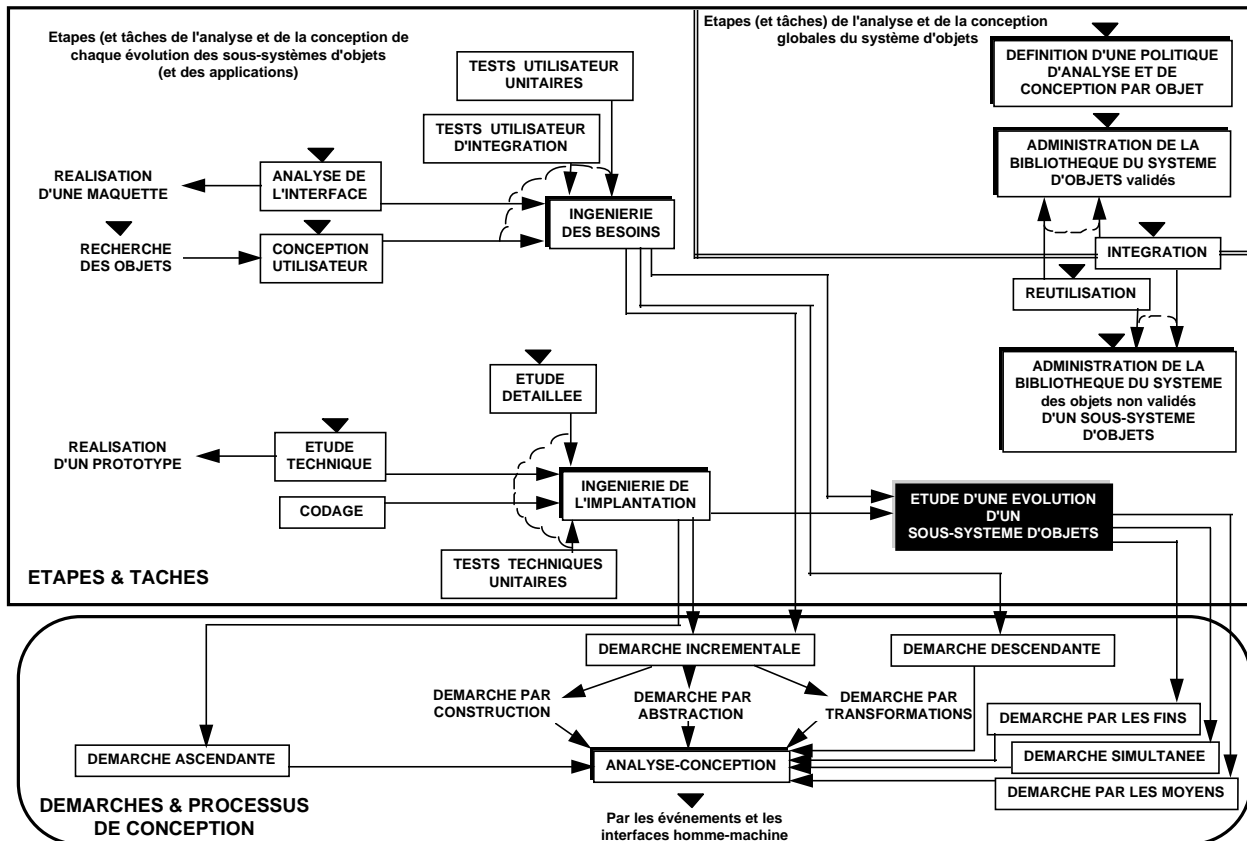 Etapes (et tâches de l'analyse et de la conception de
chaque évolution des sous-systèmes d'objets
(et des applications)
Etapes (et tâches) de l'analyse et de la conception
globales du système d'objets
TESTS UTILISATEUR
UNITAIRES
TESTS UTILISATEUR
D'INTEGRATION
DEFINITION D'UNE POLITIQUE
D'ANALYSE ET DE
CONCEPTION PAR OBJET
ADMINISTRATION DE LA
BIBLIOTHEQUE DU SYSTEME
D'OBJETS validés
REALISATION
D'UNE MAQUETTE
ANALYSE DE
L'INTERFACE
INGENIERIE
DES BESOINS
RECHERCHE
DES OBJETS
CONCEPTION
UTILISATEUR
INTEGRATION
REUTILISATION
ADMINISTRATION DE LA
BIBLIOTHEQUE DU SYSTEME
des objets non validés
D'UN SOUS-SYSTEME
D'OBJETS
ETUDE
DETAILLEE
REALISATION
D'UN PROTOTYPE
ETUDE
TECHNIQUE
INGENIERIE DE
L'IMPLANTATION
CODAGE
ETUDE D'UNE EVOLUTION
D'UN
SOUS-SYSTEME D'OBJETS
TESTS TECHNIQUES
UNITAIRES
ETAPES & TACHES
DEMARCHE INCREMENTALE
DEMARCHE DESCENDANTE
DEMARCHE PAR
CONSTRUCTION
DEMARCHE PAR
ABSTRACTION
DEMARCHE PAR
TRANSFORMATIONS
DEMARCHE PAR LES FINS
DEMARCHE ASCENDANTE
ANALYSE-CONCEPTION
DEMARCHE SIMULTANEE
DEMARCHE PAR LES MOYENS
DEMARCHES & PROCESSUS
DE CONCEPTION
Par les événements et les
interfaces homme-machine